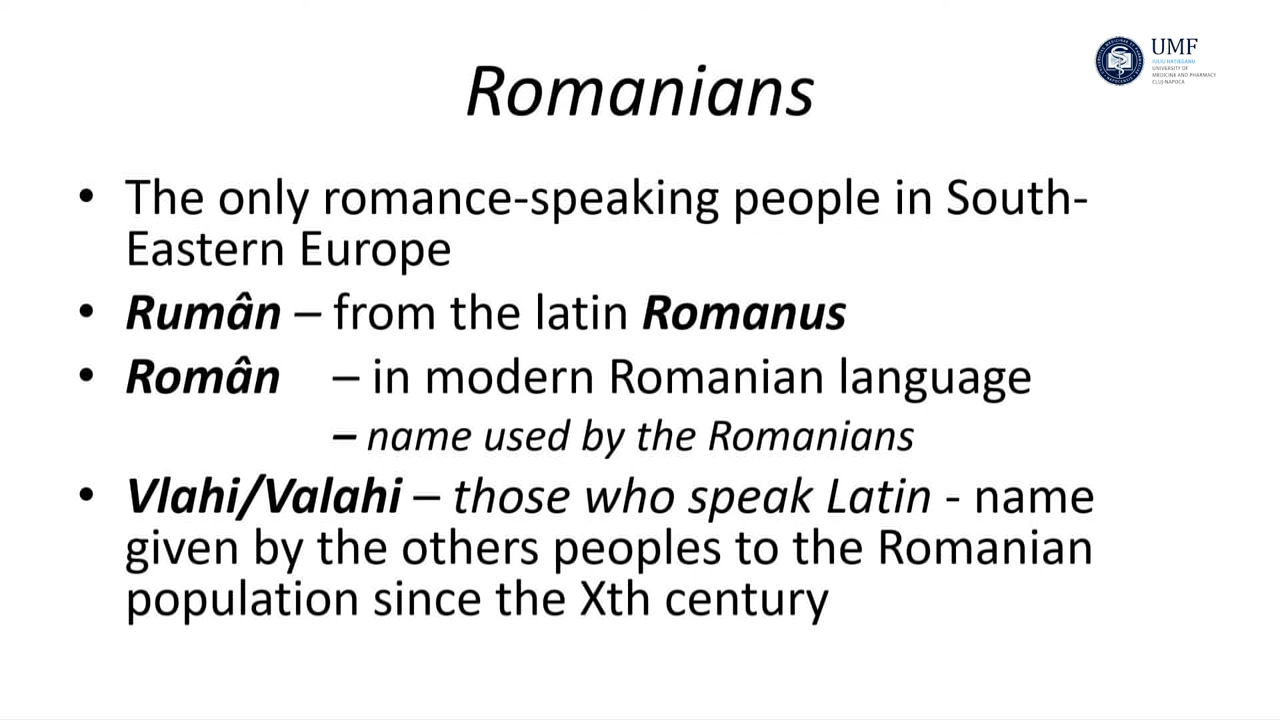 UMF
IULIU HATIEGANU
UNIVERSITY OF
MEDICINE AND PHARMACY
CLUJ-NAPOCA
Romanians
• The only romance-speaking people in South-
Eastern Europe
• Rumân – from the latin Romanus
• Român – in modern Romanian language
– name used by the Romanians
• Vlahi/Valahi – those who speak Latin - name
given by the others peoples to the Romanian
population since the Xth century